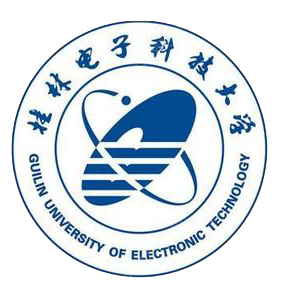 桂林电子科技大学
GUILIN UNIVERSITY OF ELECTRONIC TECHNOLOGY